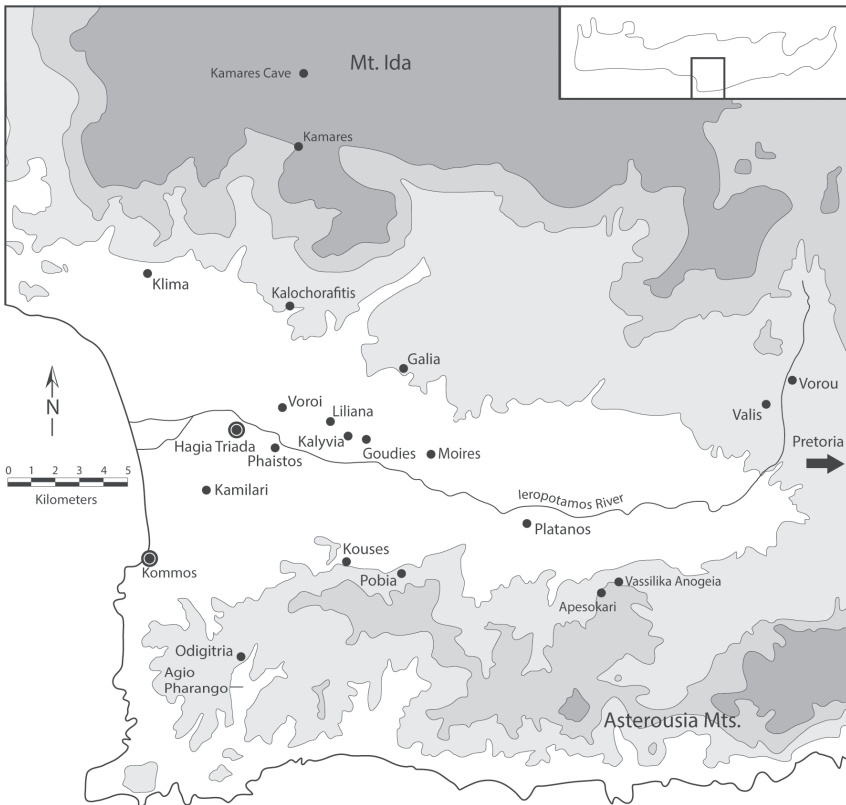 Mt. Ida
Kamares Cave
Kamares
Klima
Kalochorafitis
Galia
Vorou
Valis
Pretoria
N
Voroi
Liliana
Hagia Triada
Kalyvia
Goudies
Moires
Phaistos
0 1 2 3 4 5
Kilometers
Kamilari
Ieropotamos River
Platanos
Kommos
Kouses
Pobia
Vassilika Anogeia
Apesokari
Odigitria
Agio
Pharango
Asterousia Mts.